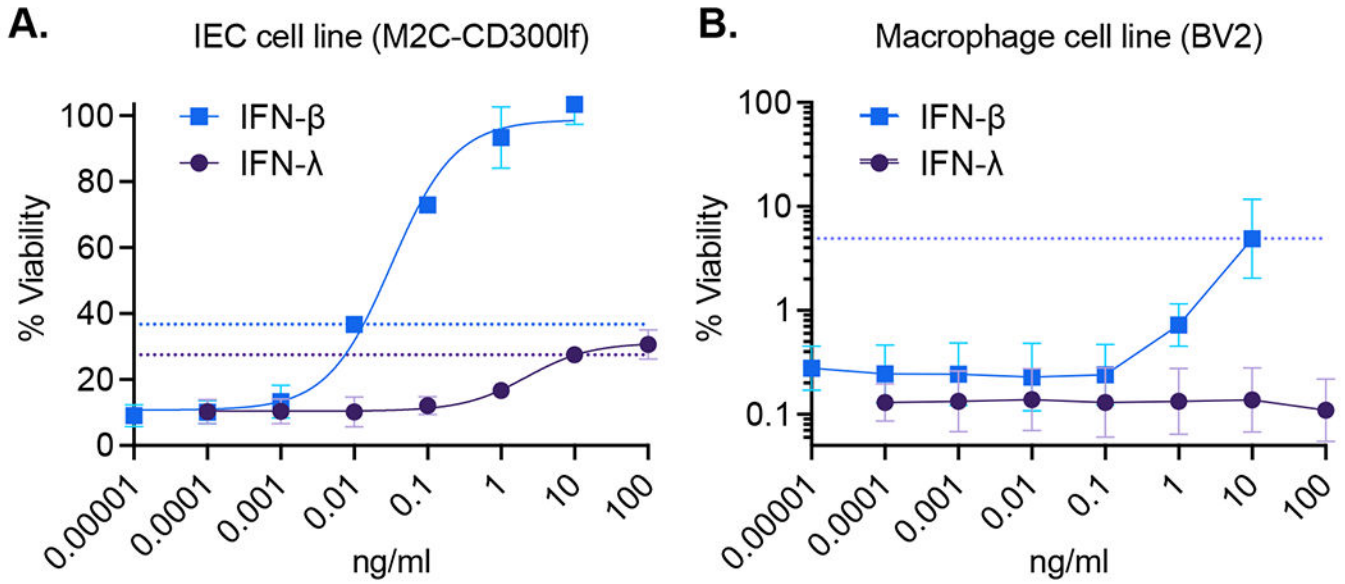 A.
IEC cell line (M2C-CD300lf)
IFN-β
IFN-λ
% Viability
100
80
60
40
20
0
0.00001
0.0001
0.001
0.01
0.1
1
10
100
ng/ml
B.
Macrophage cell line (BV2)
IFN-β
IFN-λ
% Viability
100
10
1
0.1
0.00001
0.0001
0.001
0.01
0.1
1
10
100
ng/ml